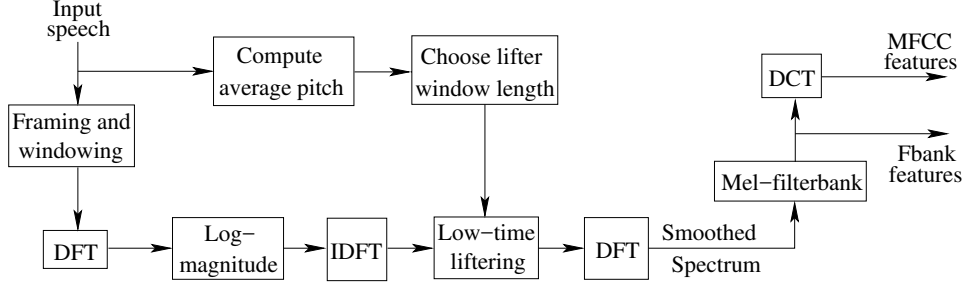 Input
speech
Compute
average pitch
Choose lifter
window length
Framing and
windowing
DFT
Log−
magnitude
IDFT
Low−time
liftering
DFT
Smoothed
Spectrum
Mel−filterbank
DCT
MFCC
features
Fbank
features